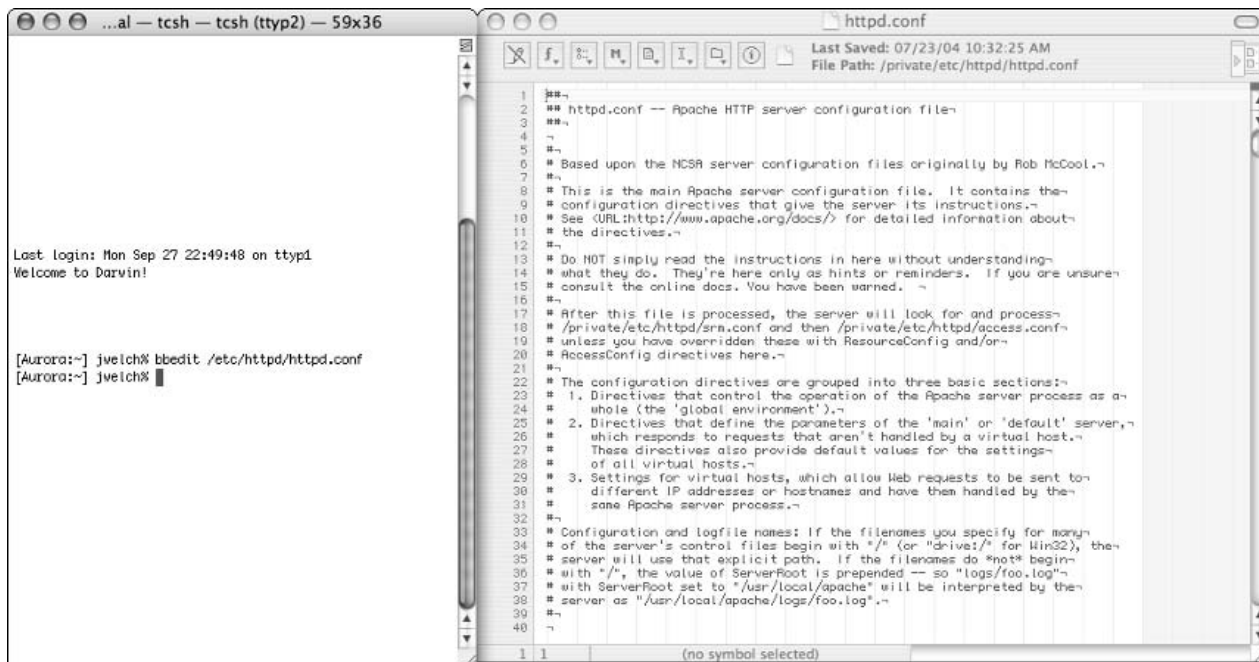 ...al — tcsh — tcsh (ttyp2) — 59x36
Last login: Mon Sep 27 22:49:48 on ttyp1
Welcome to Darwin!
[Aurora:~] jwelch% bbedit /etc/httpd/httpd.conf
[Aurora:~] jwelch%
httpd.conf
Last Saved: 07/23/04 10:32:25 AM
File Path: /private/etc/httpd/httpd.conf
1 ##¬
2 ## httpd.conf -- Apache HTTP server configuration file¬
3 ##¬
4 ¬
5 #¬
6 # Based upon the NCSA server configuration files originally by Rob McCool.¬
7 #¬
8 # This is the main Apache server configuration file.  It contains the¬
9 # configuration directives that give the server its instructions.¬
10 # See <URL:http://www.apache.org/docs/> for detailed information about¬
11 # the directives.¬
12 #¬
13 # Do NOT simply read the instructions in here without understanding¬
14 # what they do.  They're here only as hints or reminders.  If you are unsure¬
15 # consult the online docs. You have been warned.  ¬
16 #¬
17 # After this file is processed, the server will look for and process¬
18 # /private/etc/httpd/srm.conf and then /private/etc/httpd/access.conf¬
19 # unless you have overridden these with ResourceConfig and/or¬
20 # AccessConfig directives here.¬
21 #¬
22 # The configuration directives are grouped into three basic sections:¬
23 #  1. Directives that control the operation of the Apache server process as a¬
24 #     whole (the 'global environment').¬
25 #  2. Directives that define the parameters of the 'main' or 'default' server,¬
26 #     which responds to requests that aren't handled by a virtual host.¬
27 #     These directives also provide default values for the settings¬
28 #     of all virtual hosts.¬
29 #  3. Settings for virtual hosts, which allow Web requests to be sent to¬
30 #     different IP addresses or hostnames and have them handled by the¬
31 #     same Apache server process.¬
32 #¬
33 # Configuration and logfile names: If the filenames you specify for many¬
34 # of the server's control files begin with "/" (or "drive:/" for Win32), the¬
35 # server will use that explicit path.  If the filenames do *not* begin¬
36 # with "/", the value of ServerRoot is prepended -- so "logs/foo.log"¬
37 # with ServerRoot set to "/usr/local/apache" will be interpreted by the¬
38 # server as "/usr/local/apache/logs/foo.log".¬
39 #¬
40 ¬
1 1 (no symbol selected)